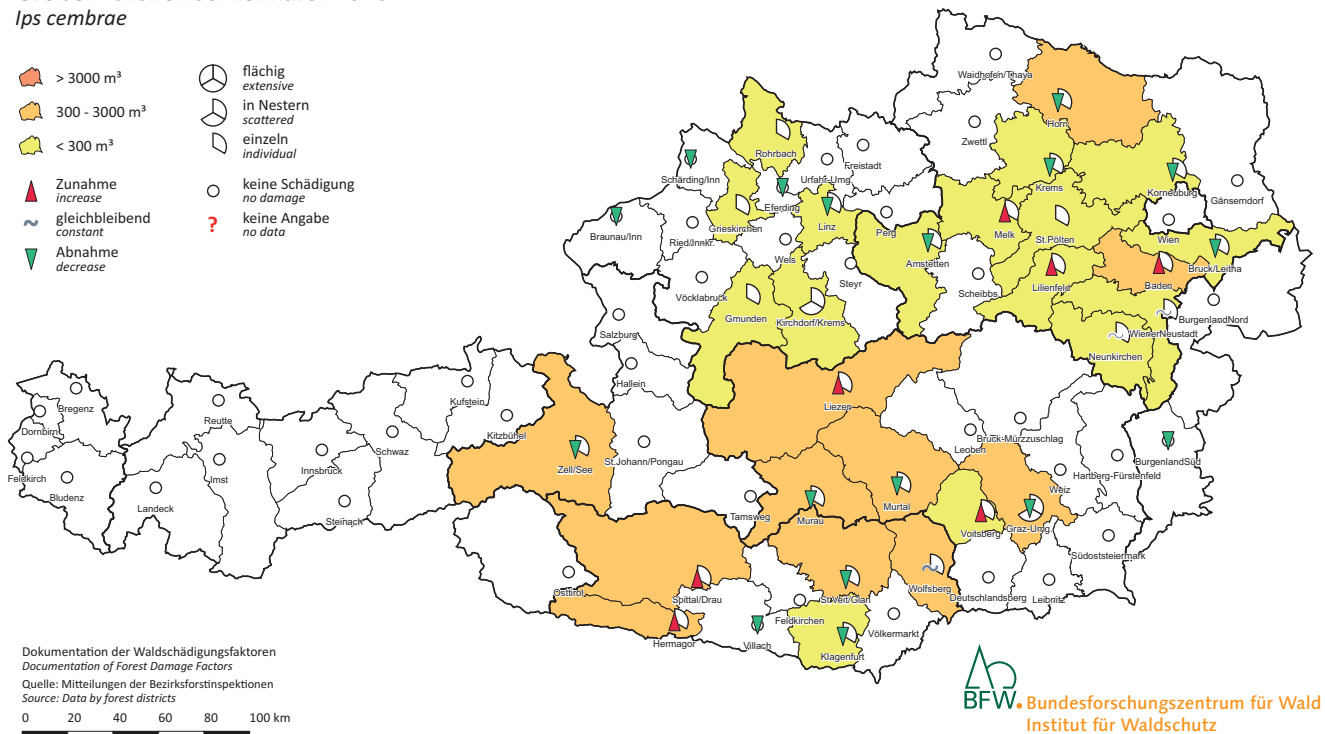 Ips cembrae
> 3000 m³
300 - 3000 m³
< 300 m³
Zunahme
increase
gleichbleibend
constant
Abnahme
decrease
flächig
extensive
in Nestern
scattered
einzeln
individual
keine Schädigung
no damage
?
keine Angabe
no data
Waidhofen/Thaya
Horn
Zwettl
Rohrbach
Freistadt
Schärding/Inn
Urfahr-Umg.
Krems
Korneuburg
Gänserndorf
Eferding
Grieskirchen
Linz
Perg
Melk
St.Pölten
Wien
Braunau/Inn
Ried/Innkr.
Wels
Amstetten
Bruck/Leitha
Steyr
Scheibbs
Lilienfeld
Baden
Vöcklabruck
Gmunden
Kirchdorf/Krems
BurgenlandNord
WienerNeustadt
Salzburg
Neunkirchen
Hallein
Kufstein
Liezen
Bregenz
Reutte
Kitzbühel
Dornbirn
Bruck-Mürzzuschlag
Schwaz
Leoben
St.Johann/Pongau
BurgenlandSüd
Zell/See
Innsbruck
Hartberg-Fürstenfeld
Feldkirch
Imst
Weiz
Bludenz
Landeck
Steinach
Tamsweg
Murau
Murtal
Voitsberg
Graz-Umg.
Südoststeiermark
Osttirol
Spittal/Drau
St.Veit/Glan
Wolfsberg
Deutschlandsberg
Leibnitz
Feldkirchen
Hermagor
Villach
Klagenfurt
Völkermarkt
Dokumentation der Waldschädigungsfaktoren
Documentation of Forest Damage Factors
Quelle: Mitteilungen der Bezirksforstinspektionen
Source: Data by forest districts
0 20 40 60 80 100 km
BFW.
Bundesforschungszentrum für Wald
Institut für Waldschutz